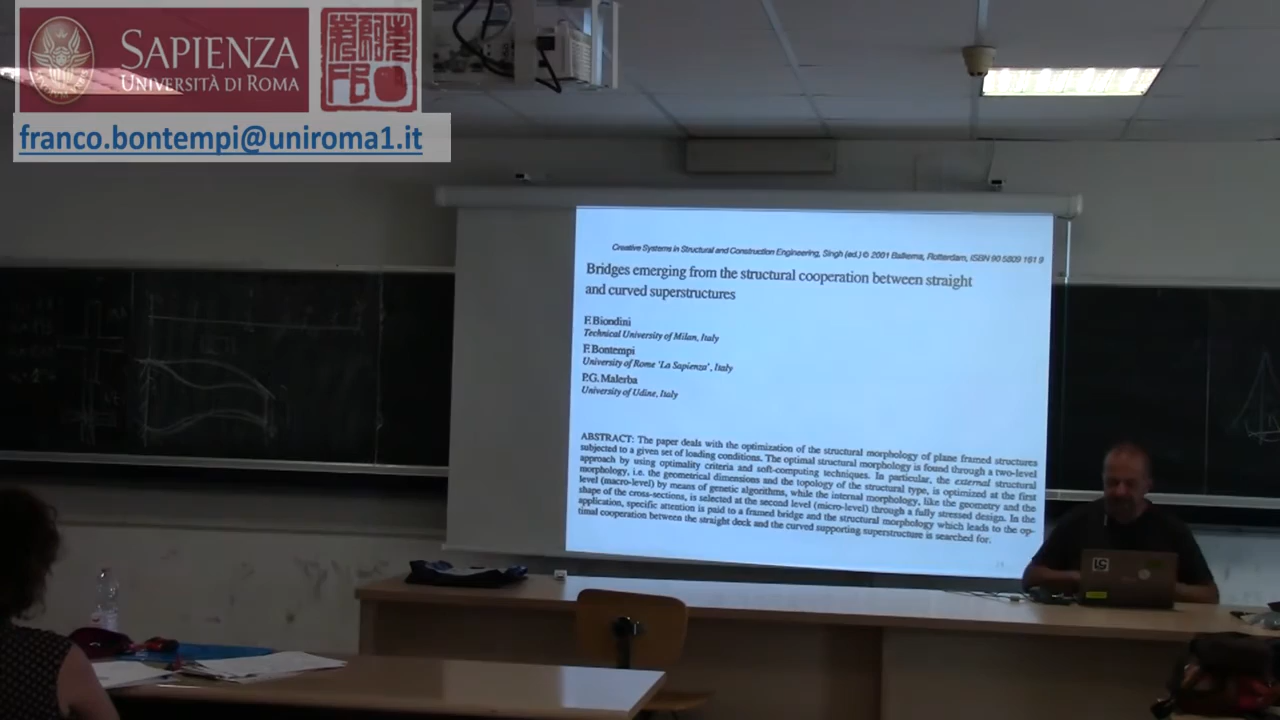 SAPIENZA
UNIVERSITÀ DI ROMA
FBO
franco.bontempi@uniroma1.it
Creative Systems in Structural and Construction Engineering, Singh (ed.) © 2001 Balkema, Rotterdam, ISBN 90 5809 161 9
Bridges emerging from the structural cooperation between straight
and curved superstructures
F. Biondini
Technical University of Milan, Italy
F. Bontempi
University of Rome 'La Sapienza', Italy
P.G. Malerba
University of Udine, Italy
ABSTRACT: The paper deals with the optimization of the structural morphology of plane framed structures
subjected to a given set of loading conditions. The optimal structural morphology is found through a two-level
approach by using optimality criteria and soft-computing techniques. In particular, the external structural
morphology, i.e. the geometrical dimensions and the topology of the structural type, is optimized at the first
level (macro-level) by means of genetic algorithms, while the internal morphology, like the geometry and the
shape of the cross-sections, is selected at the second level (micro-level) through a fully stressed design. In the
application, specific attention is paid to a framed bridge and the structural morphology which leads to the op-
timal cooperation between the straight deck and the curved supporting superstructure is searched for.